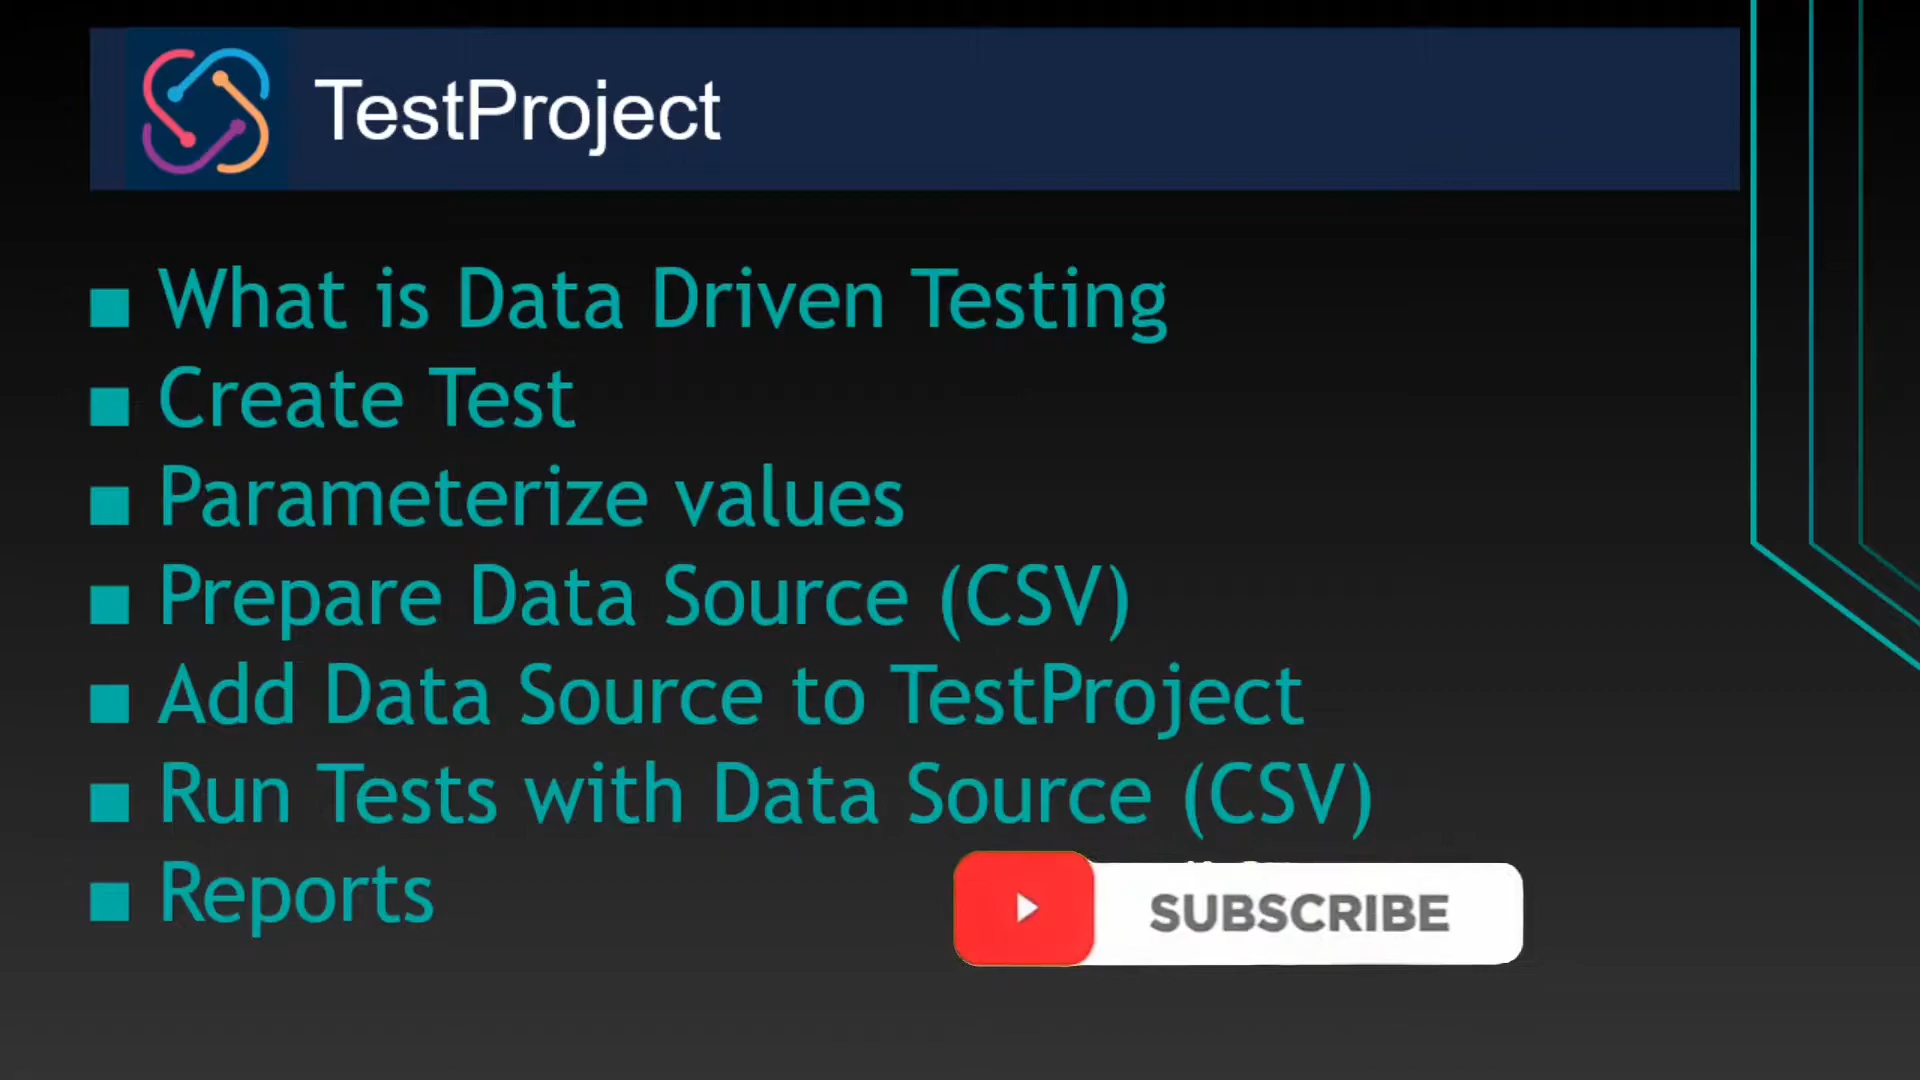 TestProject
What is Data Driven Testing
Create Test
Parameterize values
Prepare Data Source (CSV)
Add Data Source to TestProject
Run Tests with Data Source (CSV)
Reports
SUBSCRIBE